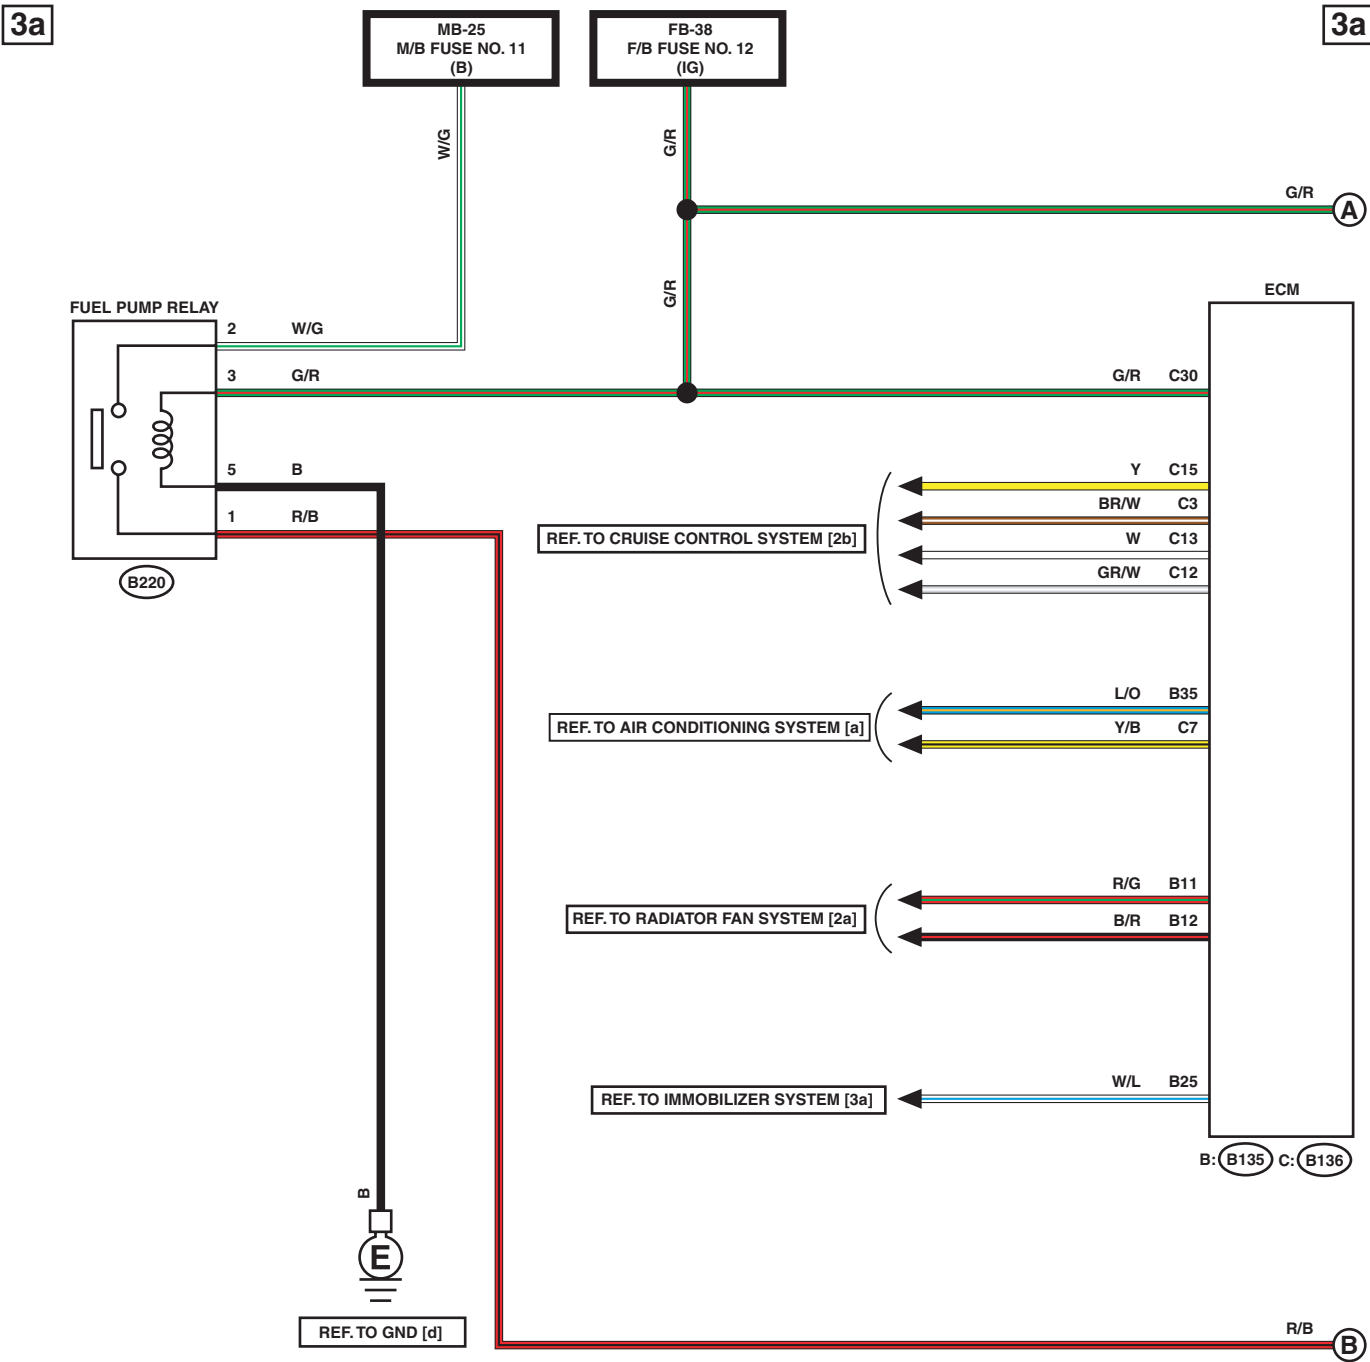 3a
3a
MB-25
M/B FUSE NO. 11
(B)
FB-38
F/B FUSE NO. 12
(IG)
W/G
G/R
G/R
A
G/R
ECM
FUEL PUMP RELAY
2 W/G
3 G/R
G/R C30
5 B
1 R/B
B220
REF. TO CRUISE CONTROL SYSTEM [2b]
Y C15
BR/W C3
W C13
GR/W C12
REF. TO AIR CONDITIONING SYSTEM [a]
L/O B35
Y/B C7
REF. TO RADIATOR FAN SYSTEM [2a]
R/G B11
B/R B12
REF. TO IMMOBILIZER SYSTEM [3a]
W/L B25
B: B135 C: B136
B
E
REF. TO GND [d]
R/B
B